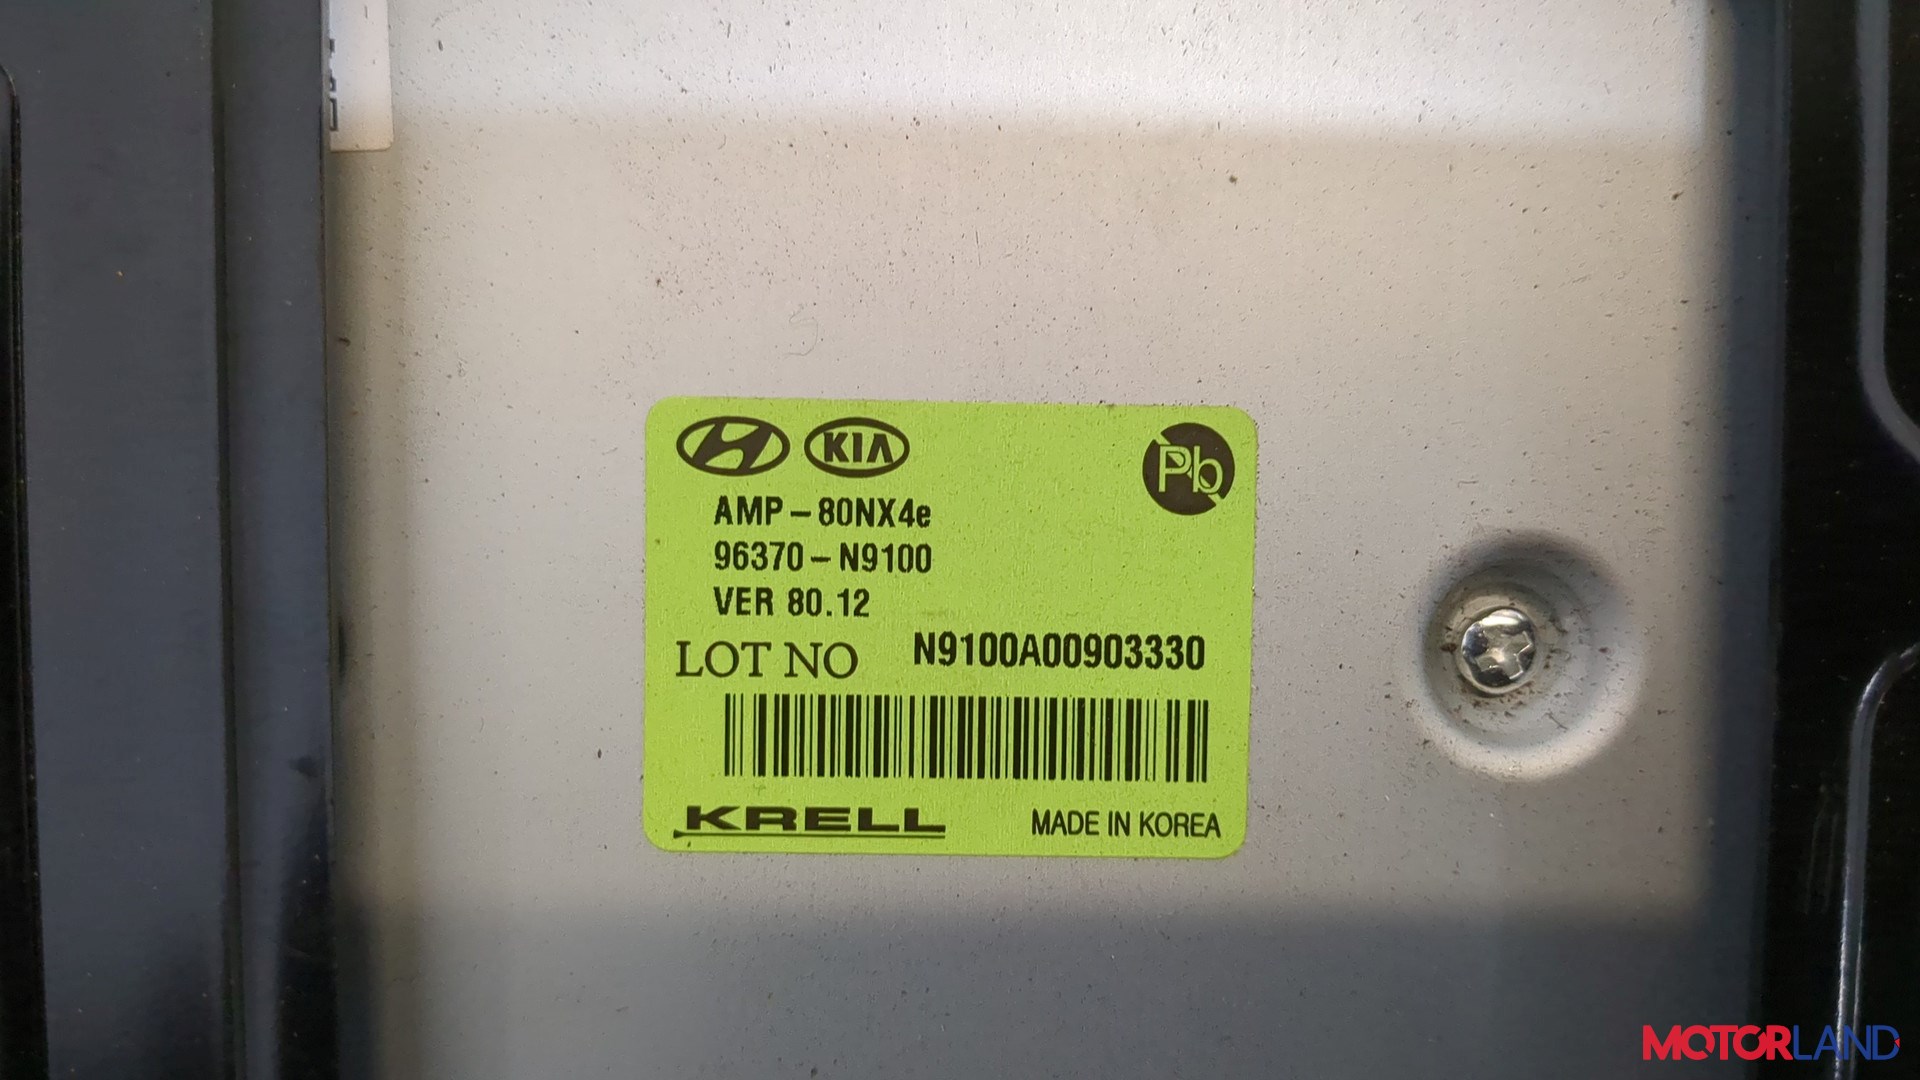 KIA
Pb
AMP-80NX4e
96370-N9100
VER 80.12
LOT NO N9100A00903330
KRELL MADE IN KOREA
MOTORLAND